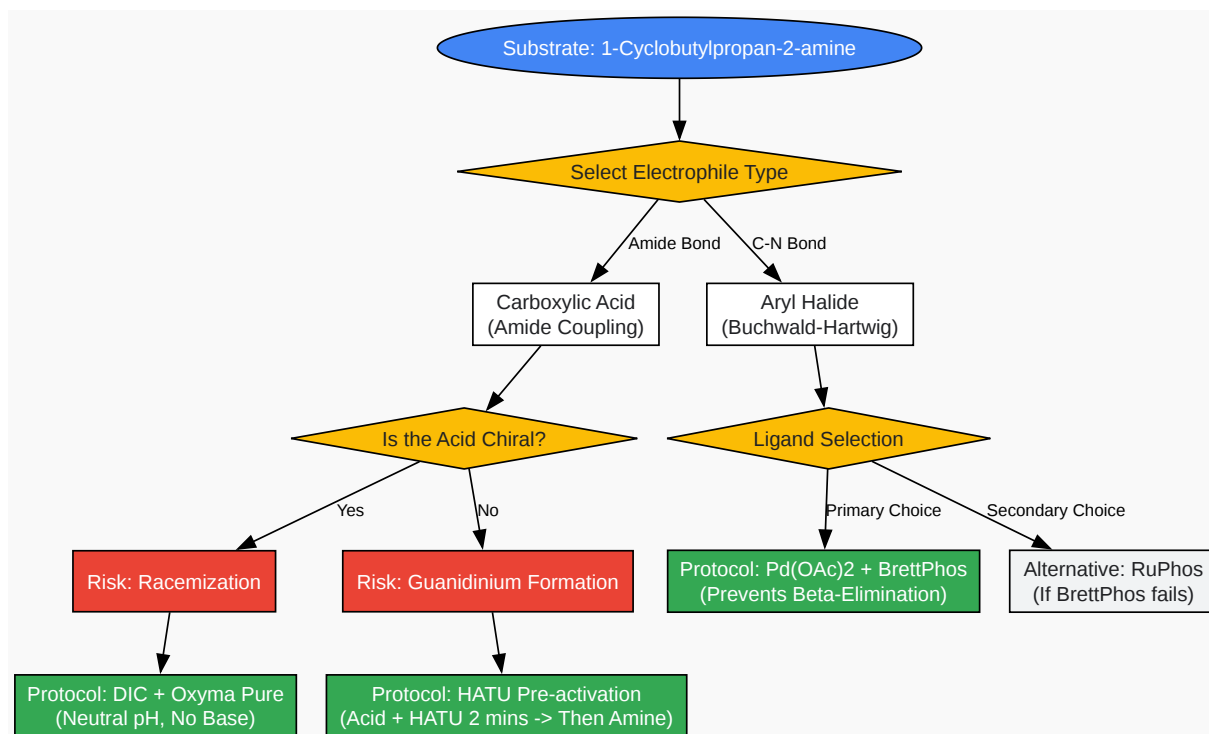 Substrate: 1-Cyclobutylpropan-2-amine
Select Electrophile Type
Amide Bond
C-N Bond
Carboxylic Acid
(Amide Coupling)
Aryl Halide
(Buchwald-Hartwig)
Is the Acid Chiral?
Ligand Selection
Yes
No
Primary Choice
Secondary Choice
Risk: Racemization
Risk: Guanidinium Formation
Protocol: Pd(OAc)2 + BrettPhos
(Prevents Beta-Elimination)
Alternative: RuPhos
(If BrettPhos fails)
Protocol: DIC + Oxyma Pure
(Neutral pH, No Base)
Protocol: HATU Pre-activation
(Acid + HATU 2 mins -> Then Amine)